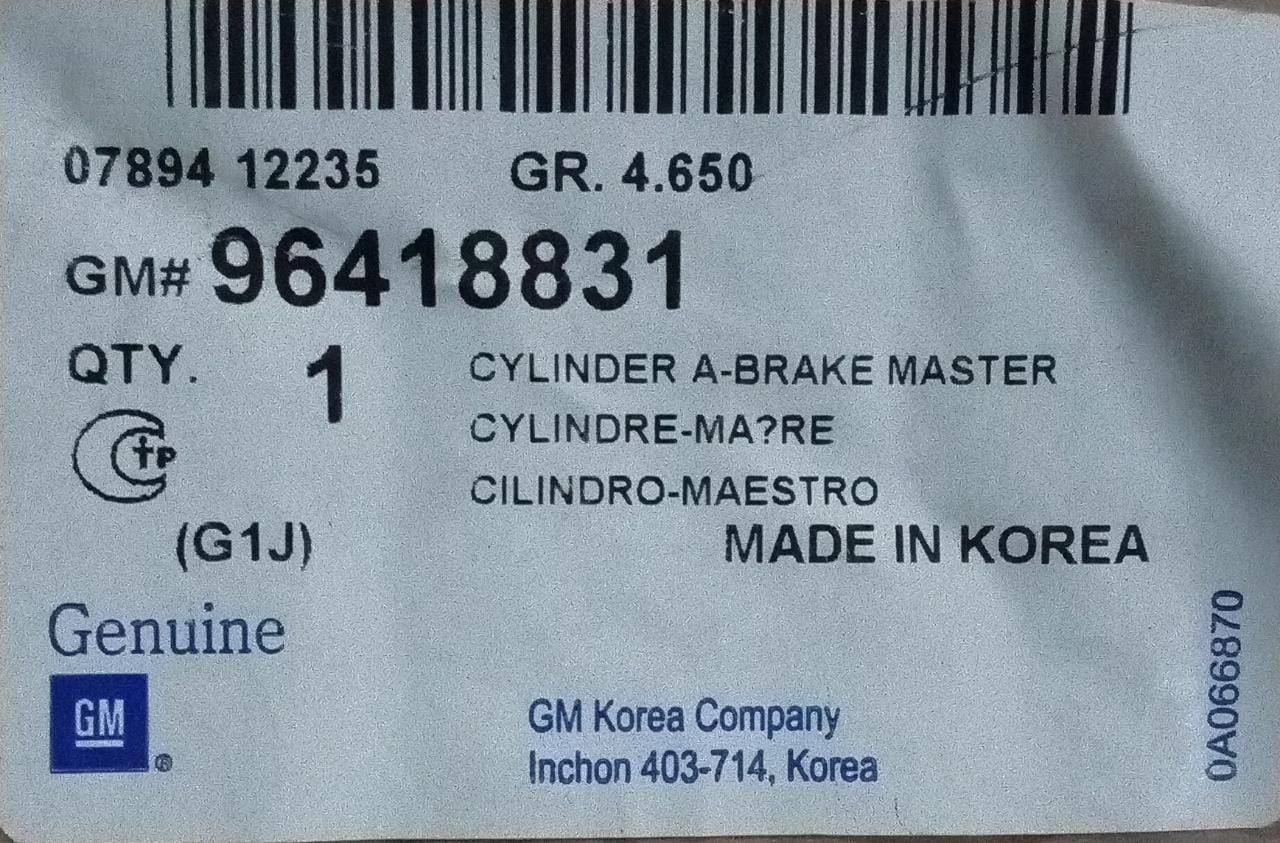 07894 12235 GR. 4.650
GM# 96418831
QTY. 1 CYLINDER A-BRAKE MASTER
CYLINDRE-MA?RE
CILINDRO-MAESTRO
(G1J) MADE IN KOREA
Genuine
GM ®
GM Korea Company
Inchon 403-714, Korea
0A066870